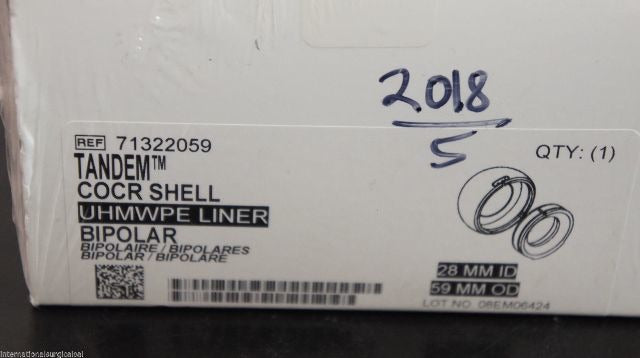 2018
5
REF 71322059
TANDEM™
COCR SHELL
UHMWPE LINER
BIPOLAR
BIPOLAIRE / BIPOLARES
BIPOLAR / BIPOLARE
QTY: (1)
28 MM ID
59 MM OD
LOT NO. 08EM06424
internationalsurgicalpal